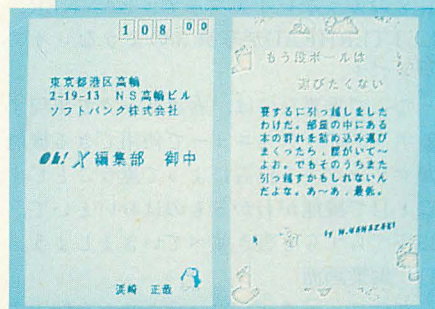 108 00
東京都港区高輪
2-19-13 NS高輪ビル
ソフトバンク株式会社
Oh!X編集部 御中
浜崎 正哉
もう段ボールは
運びたくない
要するに引っ越しました
わけだ。部屋の中にある
本の群れを詰め込み運び
まくったら，腰がいて〜
よお。でもそのうちまた
引っ越すかもしれないん
だよな。あ〜あ，最低。
by M.HAMAZAKI